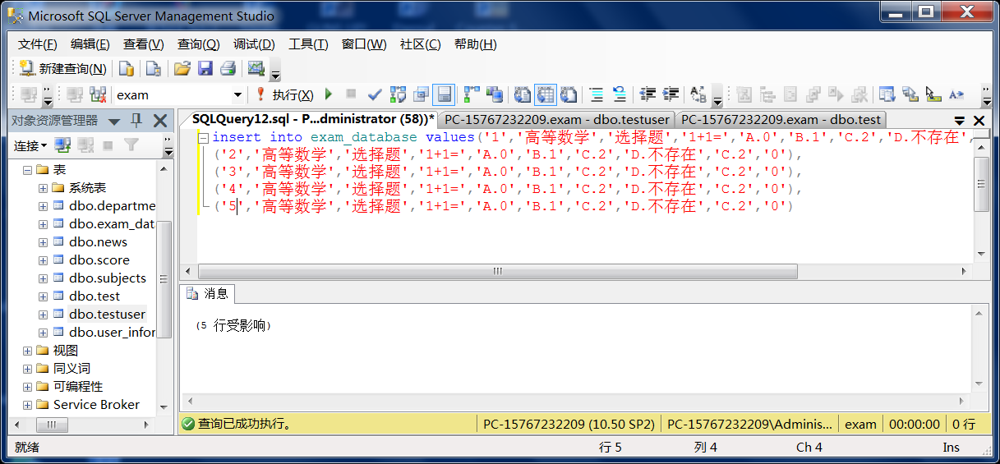 Microsoft SQL Server Management Studio
文件(F) 编辑(E) 查看(V) 查询(Q) 调试(D) 工具(T) 窗口(W) 社区(C) 帮助(H)
新建查询(N)
exam 执行(X)
对象资源管理器
连接
表
系统表
dbo.departme
dbo.exam_dat
dbo.news
dbo.score
dbo.subjects
dbo.test
dbo.testuser
dbo.user_infor
视图
同义词
可编程性
Service Broker
SQLQuery12.sql - P...dministrator (58))* PC-15767232209.exam - dbo.testuser PC-15767232209.exam - dbo.test
insert into exam_database values('1','高等数学','选择题','1+1=','A.0','B.1','C.2','D.不存在',
('2','高等数学','选择题','1+1=','A.0','B.1','C.2','D.不存在','C.2','0'),
('3','高等数学','选择题','1+1=','A.0','B.1','C.2','D.不存在','C.2','0'),
('4','高等数学','选择题','1+1=','A.0','B.1','C.2','D.不存在','C.2','0'),
('5','高等数学','选择题','1+1=','A.0','B.1','C.2','D.不存在','C.2','0')
消息
(5 行受影响)
查询已成功执行。 PC-15767232209 (10.50 SP2) PC-15767232209\Adminis... exam 00:00:00 0 行
就绪 行 5 列 4 Ch 4 Ins